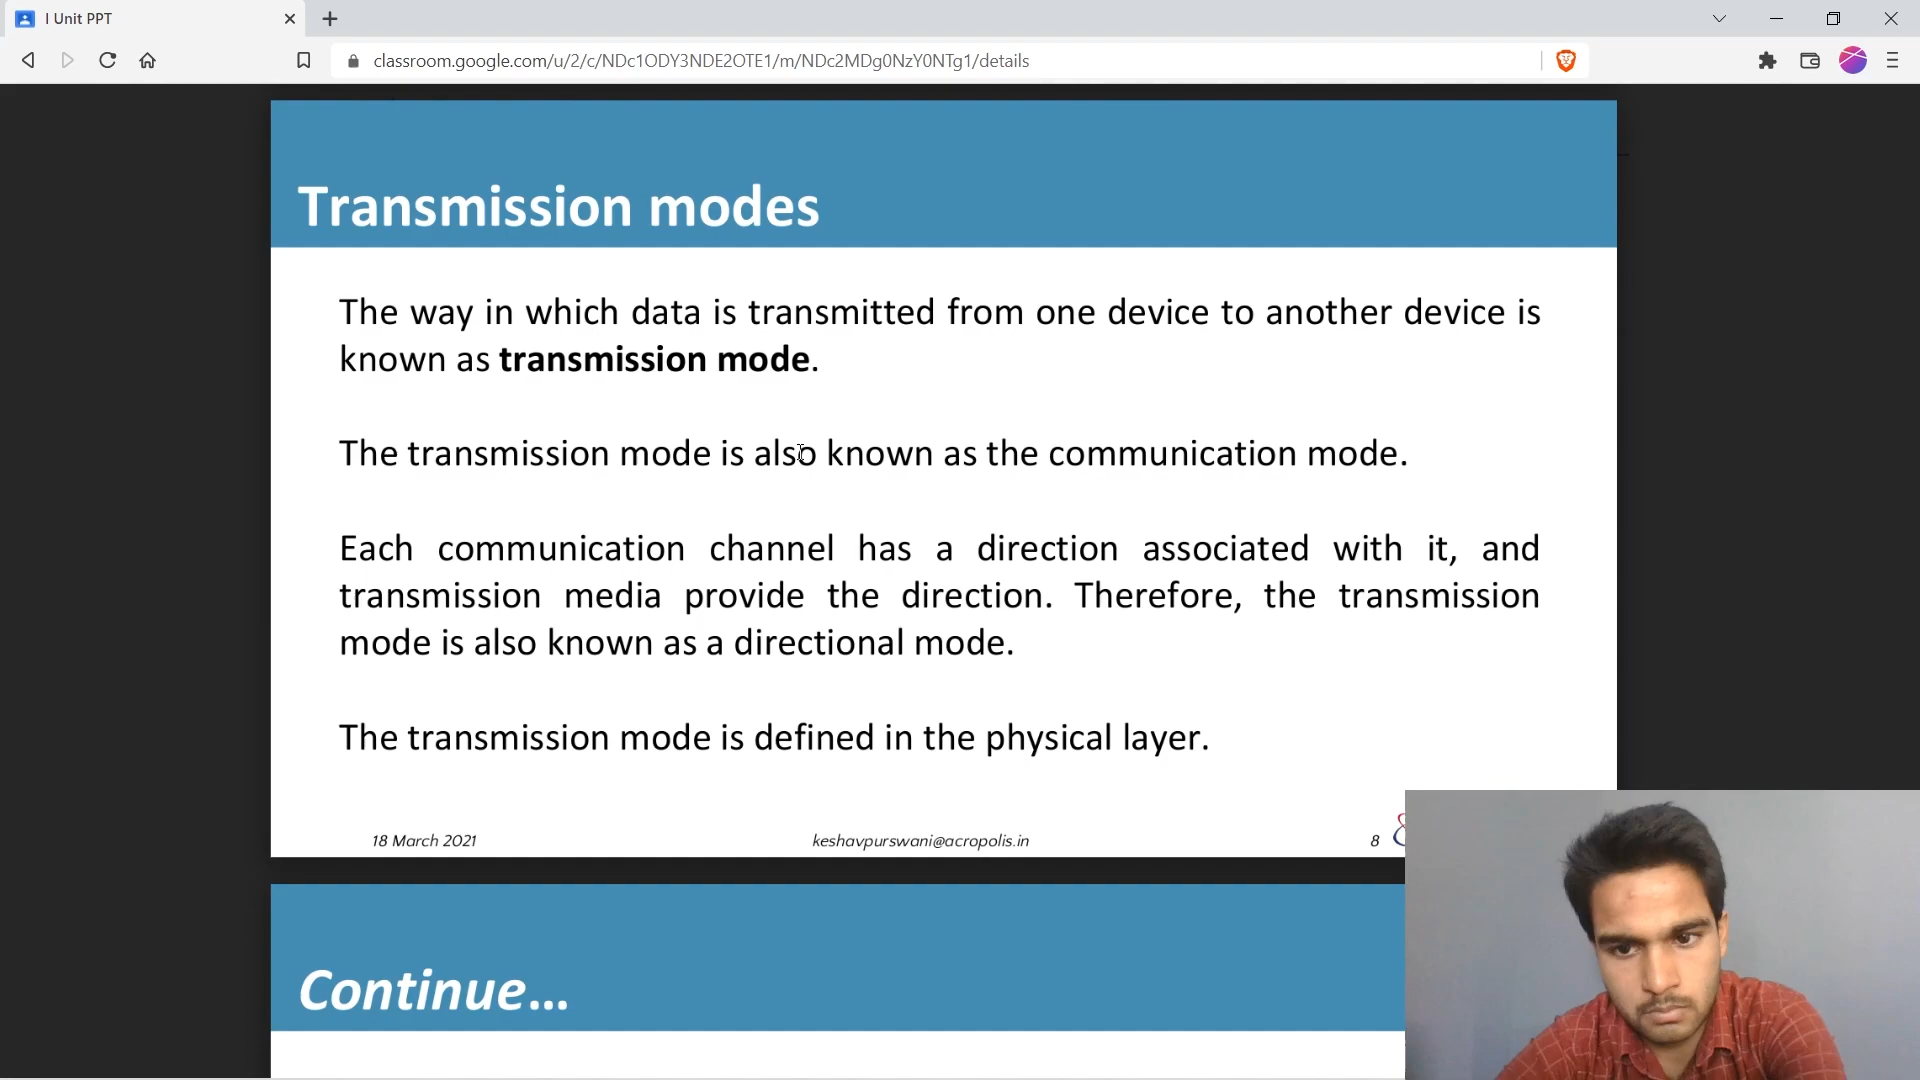 I Unit PPT
classroom.google.com/u/2/c/NDc1ODY3NDE2OTE1/m/NDc2MDg0NzY0NTg1/details
Transmission modes
The way in which data is transmitted from one device to another device is
known as transmission mode.
The transmission mode is also known as the communication mode.
Each communication channel has a direction associated with it, and
transmission media provide the direction. Therefore, the transmission
mode is also known as a directional mode.
The transmission mode is defined in the physical layer.
18 March 2021
keshavpurswani@acropolis.in
8
Continue...